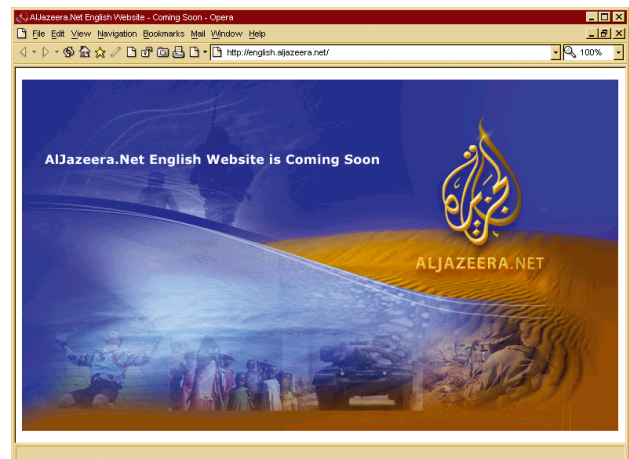 AlJazeera.Net English Website - Coming Soon - Opera
File Edit View Navigation Bookmarks Mail Window Help
http://english.aljazeera.net/
100%
AlJazeera.Net English Website is Coming Soon
الجزيرة
ALJAZEERA.NET